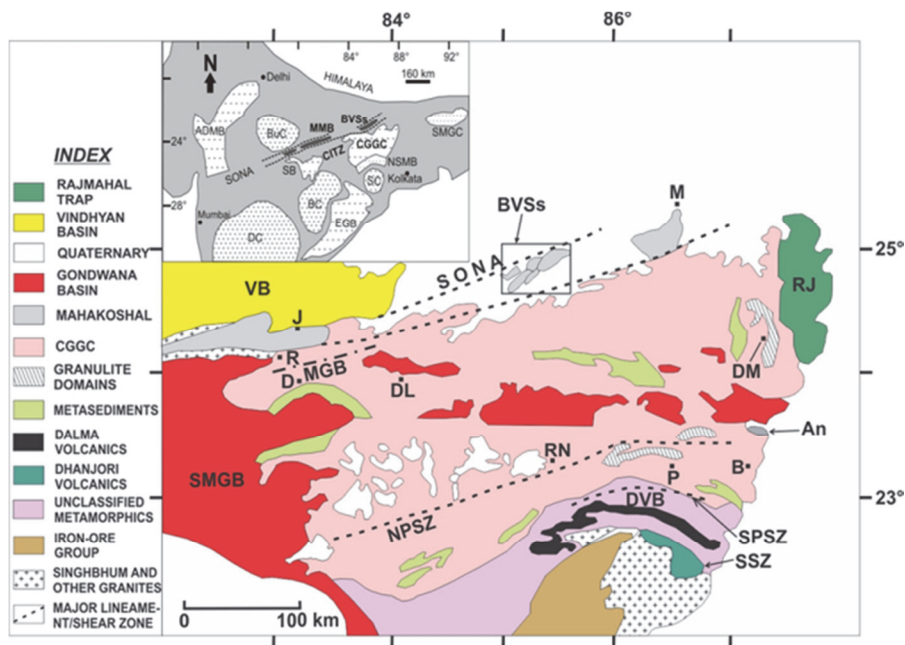 84°
86°
84°
88°
92°
N
160 km
Delhi
HIMALAYA
ADMB
BuC
MMB
BVSs
CGGC
SMGC
24°
SONA
CITZ
SB
NSMB
SC
Kolkata
BC
28°
Mumbai
EGB
DC
INDEX
RAJMAHAL
TRAP
VINDHYAN
BASIN
QUATERNARY
GONDWANA
BASIN
MAHAKOSHAL
CGGC
GRANULITE
DOMAINS
METASEDIMENTS
DALMA
VOLCANICS
DHANJORI
VOLCANICS
UNCLASSIFIED
METAMORPHICS
IRON-ORE
GROUP
SINGHBHUM AND
OTHER GRANITES
MAJOR LINEAME-
NT/SHEAR ZONE
M
BVSs
25°
SONA
VB
RJ
J
R
D
MGB
DL
DM
An
RN
SMGB
P
B
23°
NPSZ
DVB
SPSZ
SSZ
0
100 km